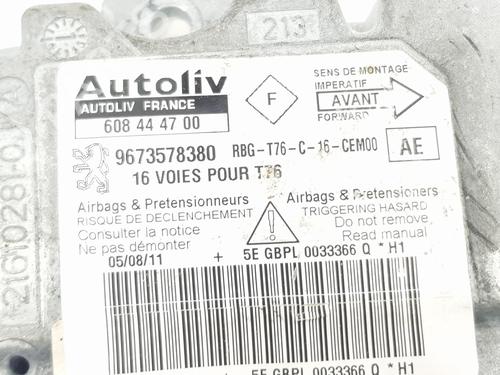 213
Autoliv
AUTOLIV FRANCE
608 44 47 00
F
SENS DE MONTAGE
IMPERATIF
AVANT
FORWARD
9673578380 RBG-T76-C-16-CEM00
AE
16 VOIES POUR T76
Airbags & Pretensionneurs
RISQUE DE DECLENCHEMENT
Consulter la notice
Ne pas démonter
Airbags & Pretensioners
TRIGGERING HASARD
Do not remove,
Read manual
05/08/11 + 5E GBPL 0033366 Q * H1
+ 5E GBPL 0033366 Q * H1